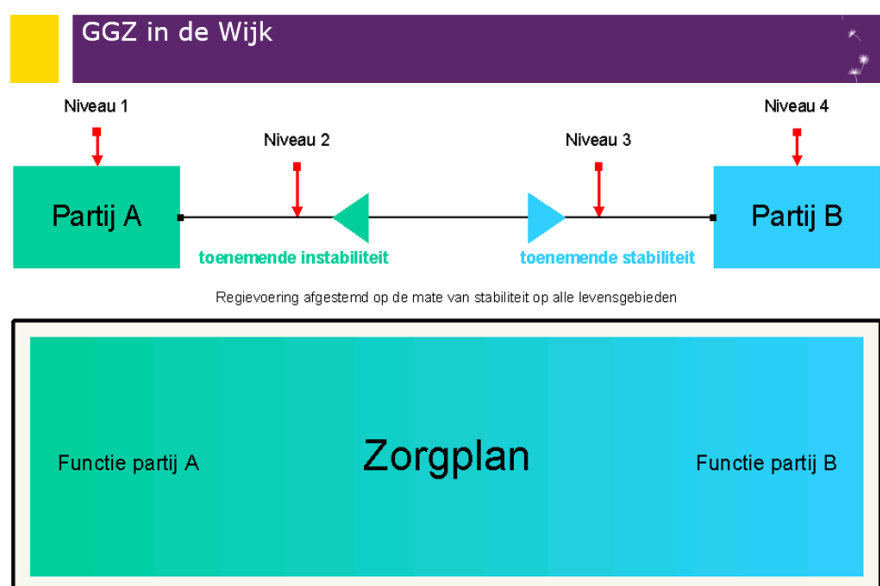 GGZ in de Wijk
Niveau 1
Niveau 2
Niveau 3
Niveau 4
Partij A
Partij B
toenemende instabiliteit
toenemende stabiliteit
Regievoering afgestemd op de mate van stabiliteit op alle levensgebieden
Functie partij A
Zorgplan
Functie partij B